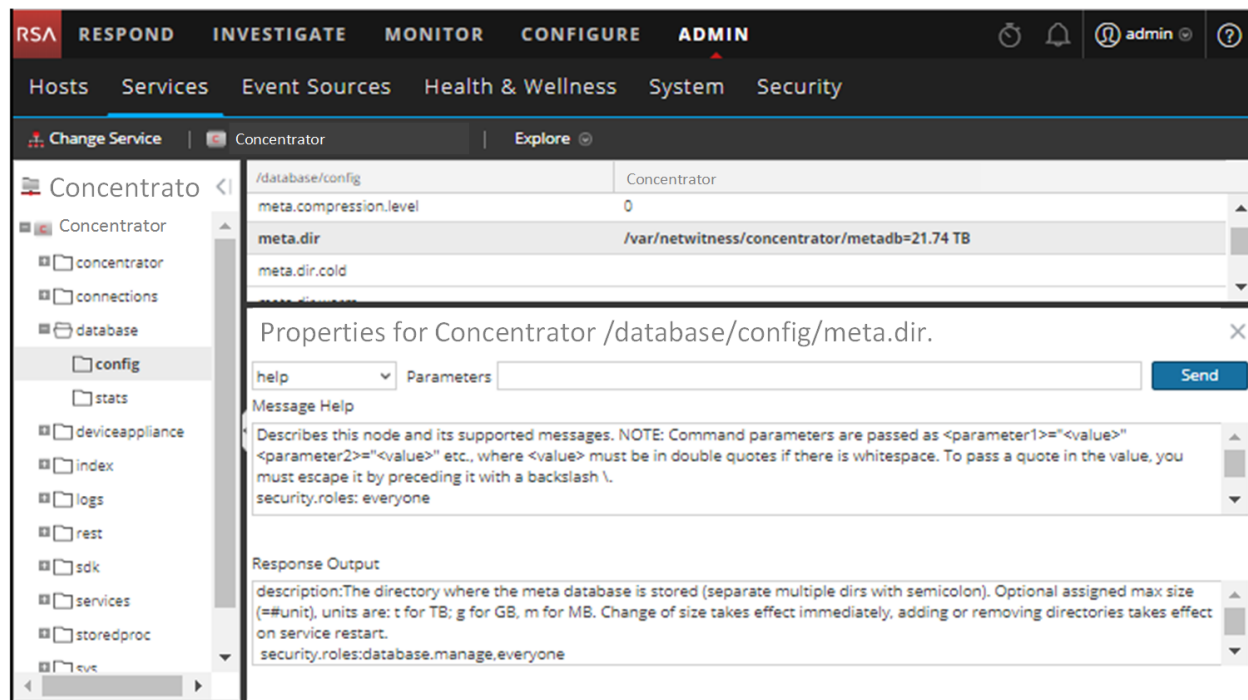 RSA RESPOND INVESTIGATE MONITOR CONFIGURE ADMIN admin ?
Hosts Services Event Sources Health & Wellness System Security
Change Service | C Concentrator | Explore
Concentrato
C Concentrator
concentrator
connections
database
config
stats
deviceappliance
index
logs
rest
sdk
services
storedproc
sys
/database/config Concentrator
meta.compression.level 0
meta.dir /var/netwitness/concentrator/metadb=21.74 TB
meta.dir.cold
Properties for Concentrator /database/config/meta.dir.
help Parameters Send
Message Help
Describes this node and its supported messages. NOTE: Command parameters are passed as <parameter1>="<value>"
<parameter2>="<value>" etc., where <value> must be in double quotes if there is whitespace. To pass a quote in the value, you
must escape it by preceding it with a backslash \.
security.roles: everyone
Response Output
description:The directory where the meta database is stored (separate multiple dirs with semicolon). Optional assigned max size
(=#unit), units are: t for TB; g for GB, m for MB. Change of size takes effect immediately, adding or removing directories takes effect
on service restart.
security.roles:database.manage,everyone